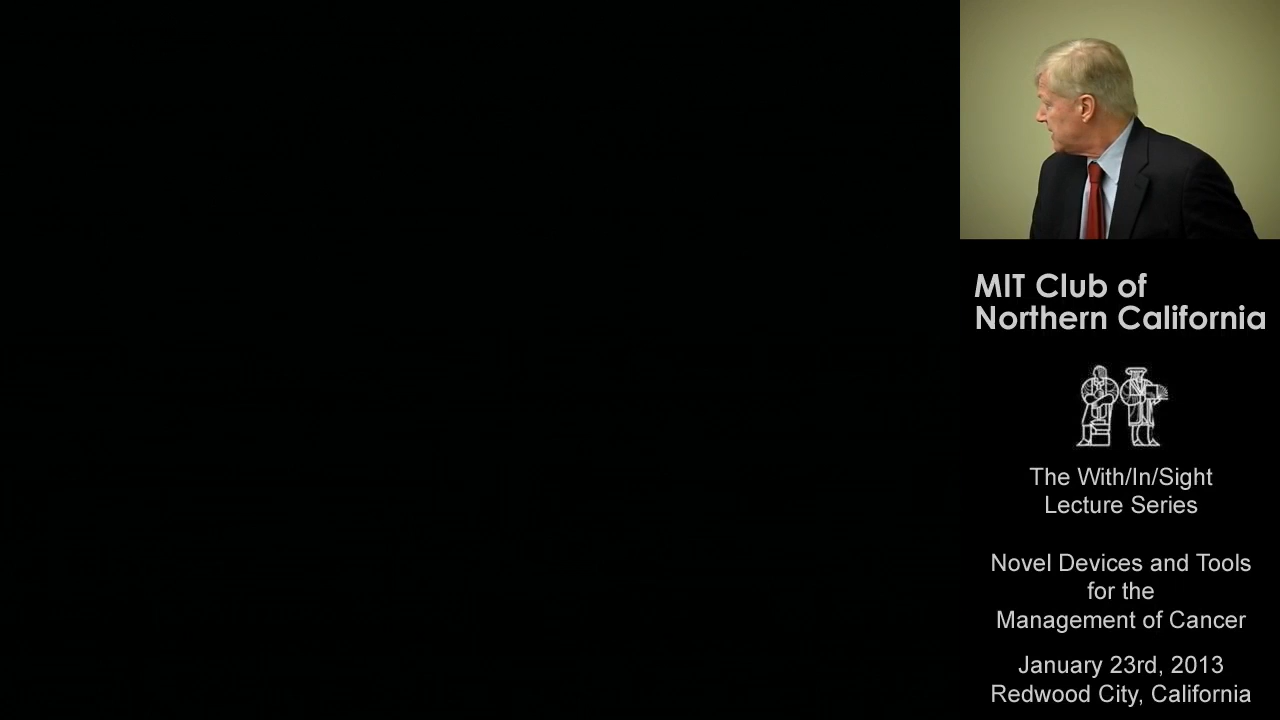 MIT Club of
Northern California
The With/In/Sight
Lecture Series
Novel Devices and Tools
for the
Management of Cancer
January 23rd, 2013
Redwood City, California